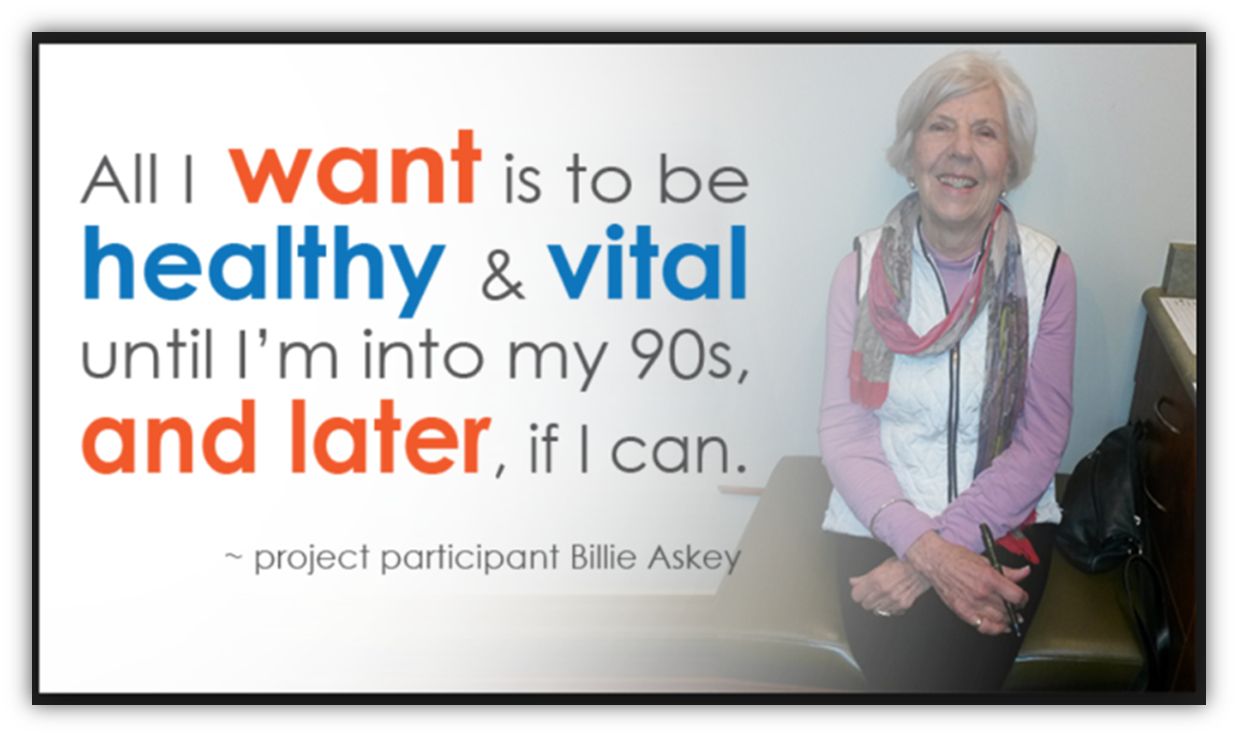 All I want is to be
healthy & vital
until I’m into my 90s,
and later, if I can.
~ project participant Billie Askey